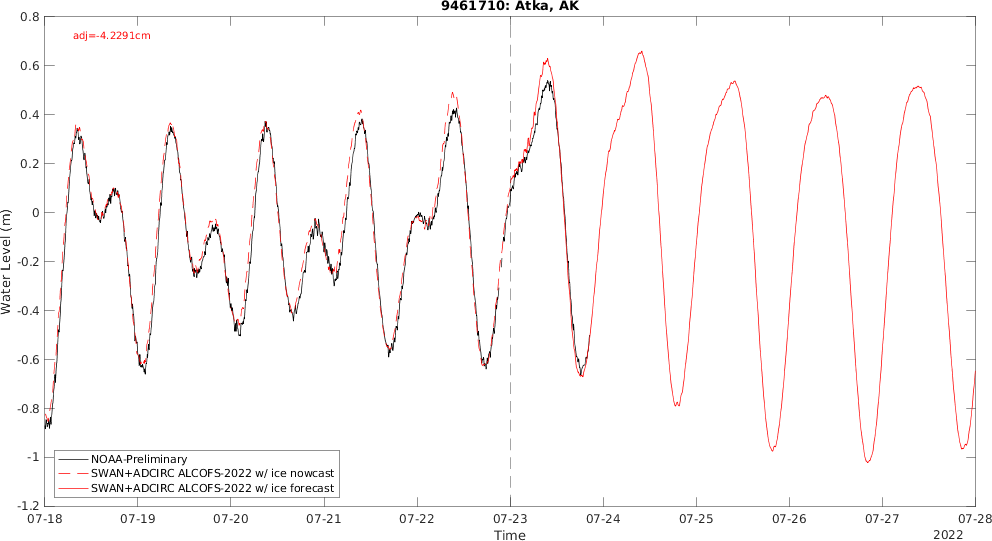 9461710: Atka, AK
adj=-4.2291cm
0.8
0.6
0.4
0.2
0
-0.2
-0.4
-0.6
-0.8
-1
-1.2
Water Level (m)
NOAA-Preliminary
SWAN+ADCIRC ALCOFS-2022 w/ ice nowcast
SWAN+ADCIRC ALCOFS-2022 w/ ice forecast
07-18 07-19 07-20 07-21 07-22 07-23 07-24 07-25 07-26 07-27 07-28
Time
2022